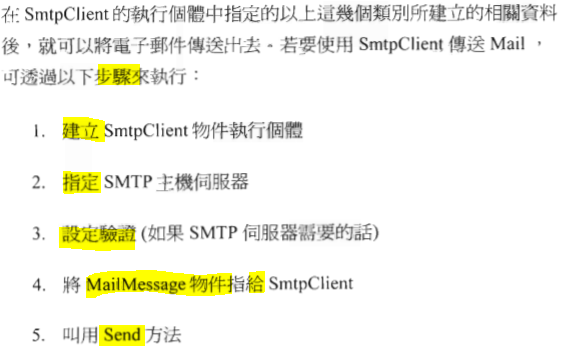 在 SmtpClient 的執行個體中指定的以上這幾個類別所建立的相關資料
後，就可以將電子郵件傳送出去。若要使用 SmtpClient 傳送 Mail ，
可透過以下步驟來執行：
1. 建立 SmtpClient 物件執行個體
2. 指定 SMTP 主機伺服器
3. 設定驗證 (如果 SMTP 伺服器需要的話)
4. 將 MailMessage 物件指給 SmtpClient
5. 叫用 Send 方法